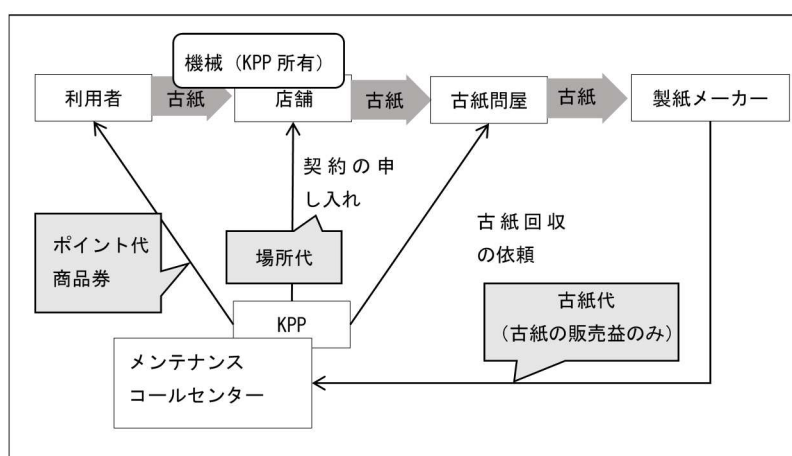 機械（KPP 所有）
利用者
古紙
店舗
古紙
古紙問屋
古紙
製紙メーカー
契約の申
し入れ
ポイント代
商品券
場所代
古紙回収
の依頼
古紙代
（古紙の販売益のみ）
KPP
メンテナンス
コールセンター